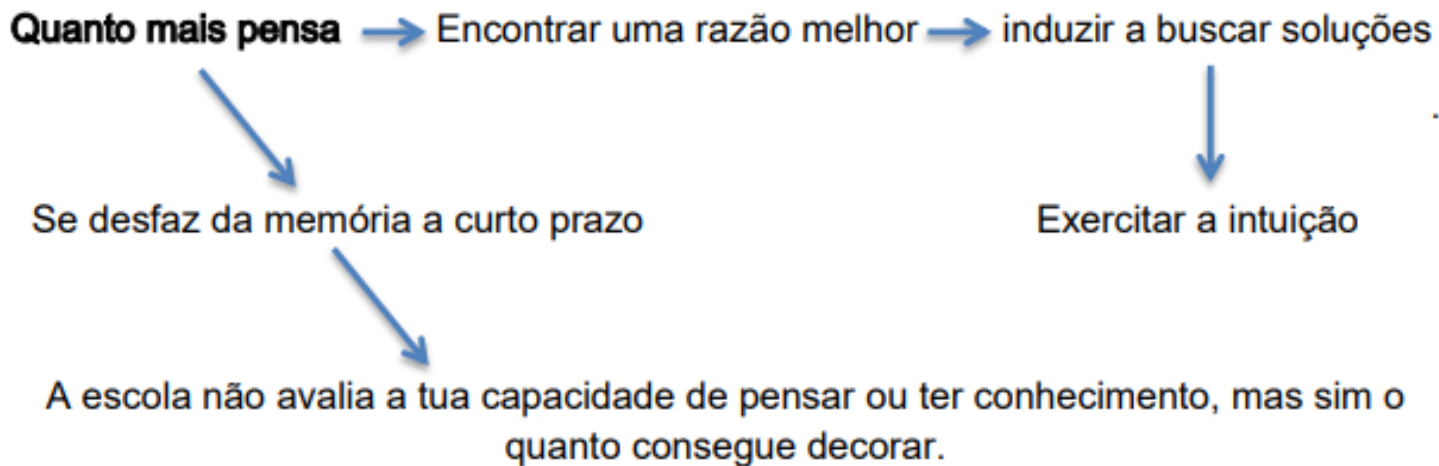 Quanto mais pensa Encontrar uma razão melhor induzir a buscar soluções
.
Se desfaz da memória a curto prazo Exercitar a intuição
A escola não avalia a tua capacidade de pensar ou ter conhecimento, mas sim o
quanto consegue decorar.